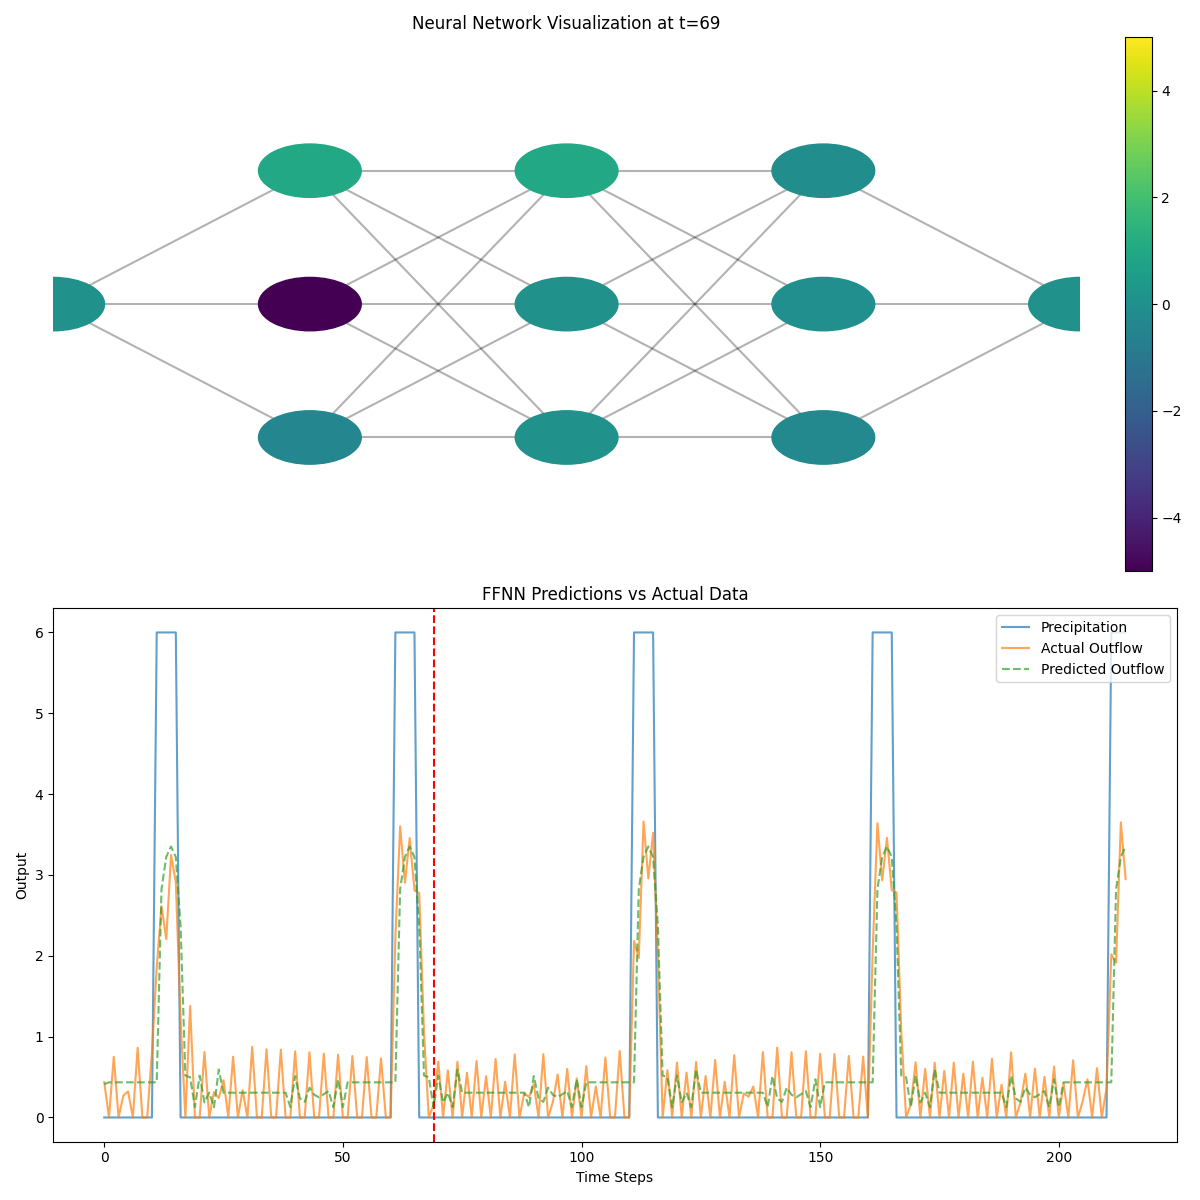 Neural Network Visualization at t=69
4
2
0
−2
−4
FFNN Predictions vs Actual Data
Precipitation
Actual Outflow
Predicted Outflow
6
5
4
3
2
1
0
Output
0 50 100 150 200
Time Steps